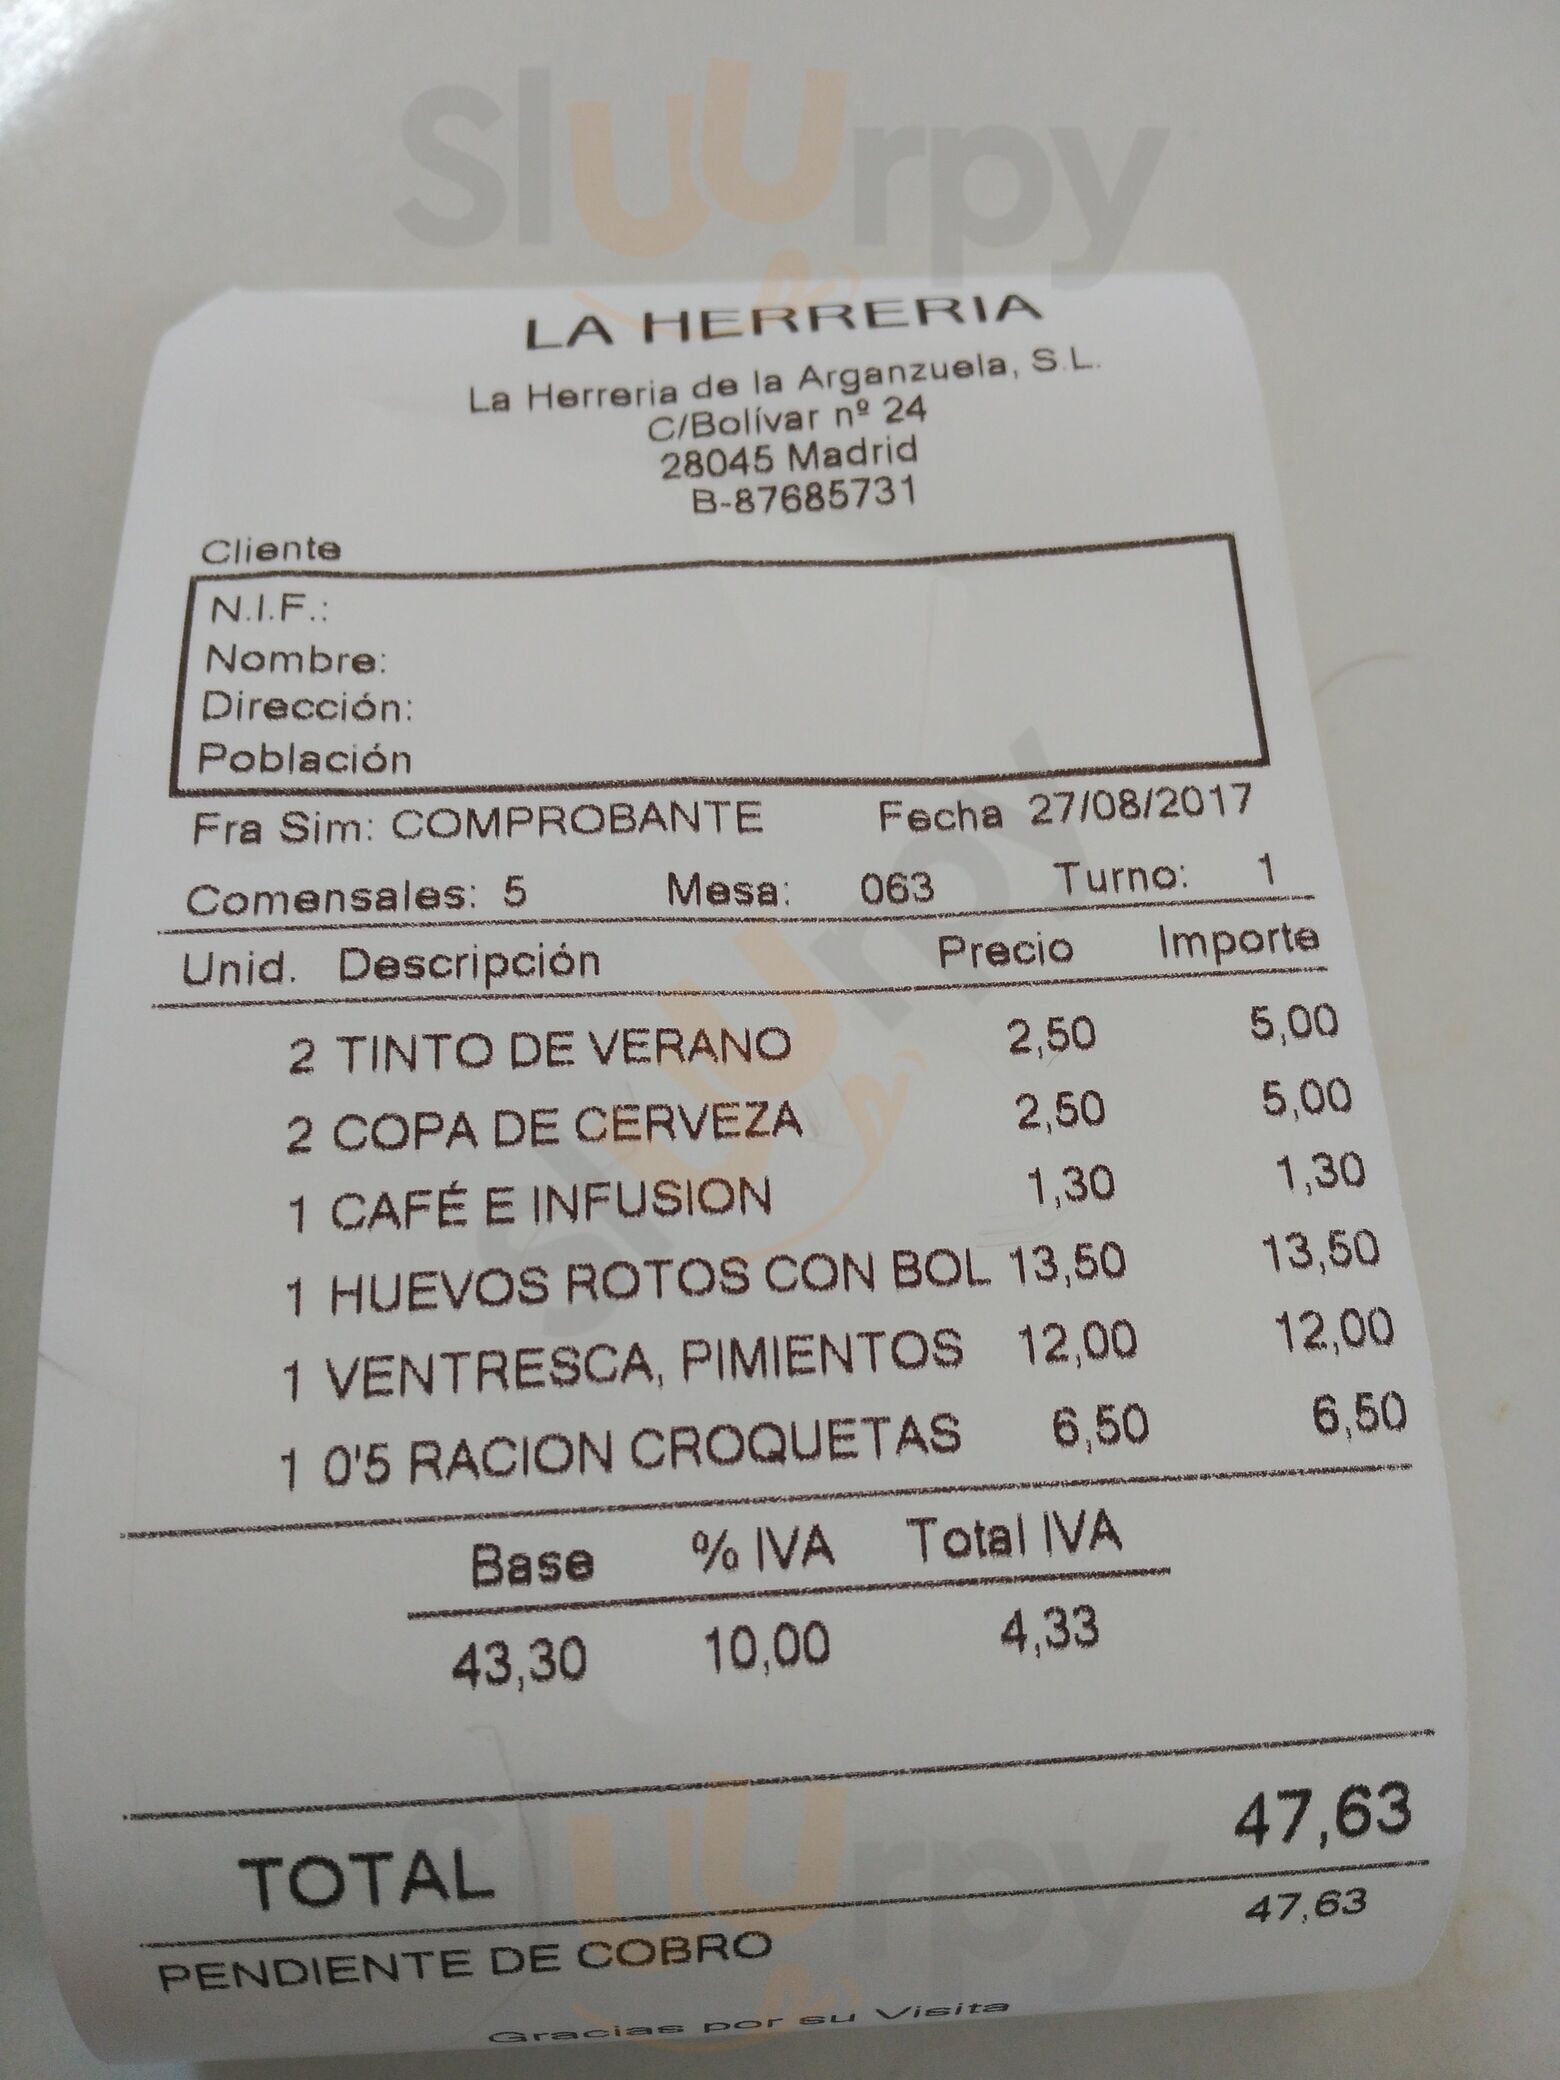 Sluurpy
LA HERRERIA
La Herreria de la Arganzuela, S.L.
C/Bolívar nº 24
28045 Madrid
B-87685731
Cliente
N.I.F.:
Nombre:
Dirección:
Población
Fra Sim: COMPROBANTE Fecha 27/08/2017
Comensales: 5 Mesa: 063 Turno: 1
Unid. Descripción Precio Importe
2 TINTO DE VERANO 2,50 5,00
2 COPA DE CERVEZA 2,50 5,00
1 CAFÉ E INFUSION 1,30 1,30
1 HUEVOS ROTOS CON BOL 13,50 13,50
1 VENTRESCA, PIMIENTOS 12,00 12,00
1 0'5 RACION CROQUETAS 6,50 6,50
Sluurpy
Base % IVA Total IVA
43,30 10,00 4,33
TOTAL 47,63
Sluurpy
PENDIENTE DE COBRO 47,63
Gracias por su Visita